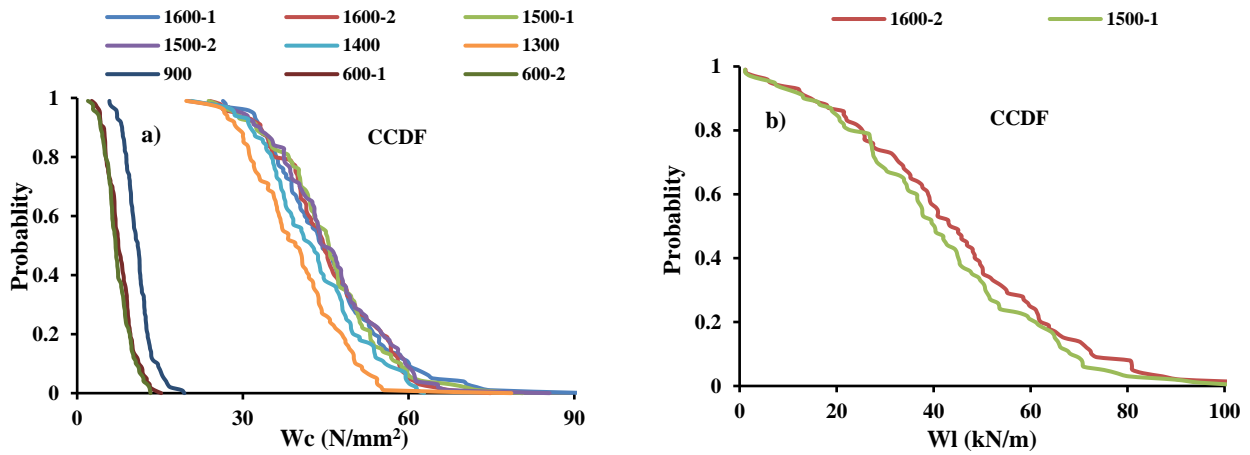 1600-1 1600-2 1500-1
1500-2 1400 1300
900 600-1 600-2
1
0.8
0.6
0.4
0.2
0
Probablity
a)
CCDF
0 30 60 90
Wc (N/mm²)
1600-2 1500-1
1
0.8
0.6
0.4
0.2
0
Probablity
b)
CCDF
0 20 40 60 80 100
Wl (kN/m)